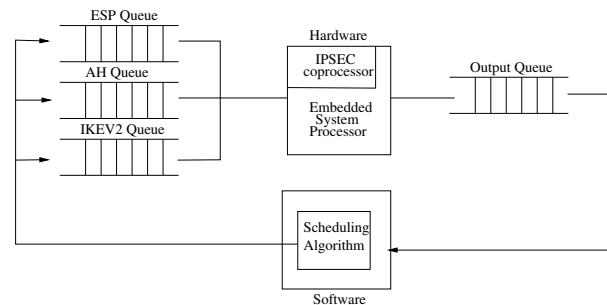 ESP Queue
AH Queue
IKEV2 Queue
Hardware
IPSEC
coprocessor
Embedded
System
Processor
Output Queue
Scheduling
Algorithm
Software